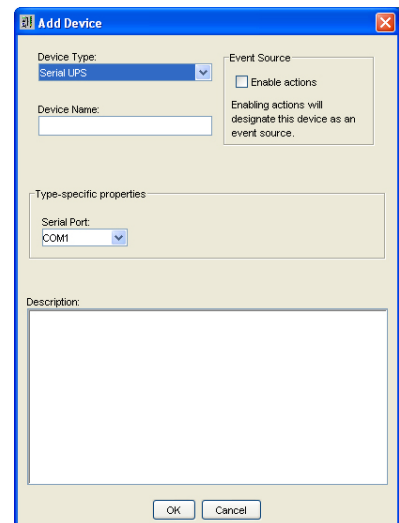 Add Device
Device Type:
Serial UPS
Device Name:
Event Source
Enable actions
Enabling actions will
designate this device as an
event source.
Type-specific properties
Serial Port:
COM1
Description:
OK
Cancel